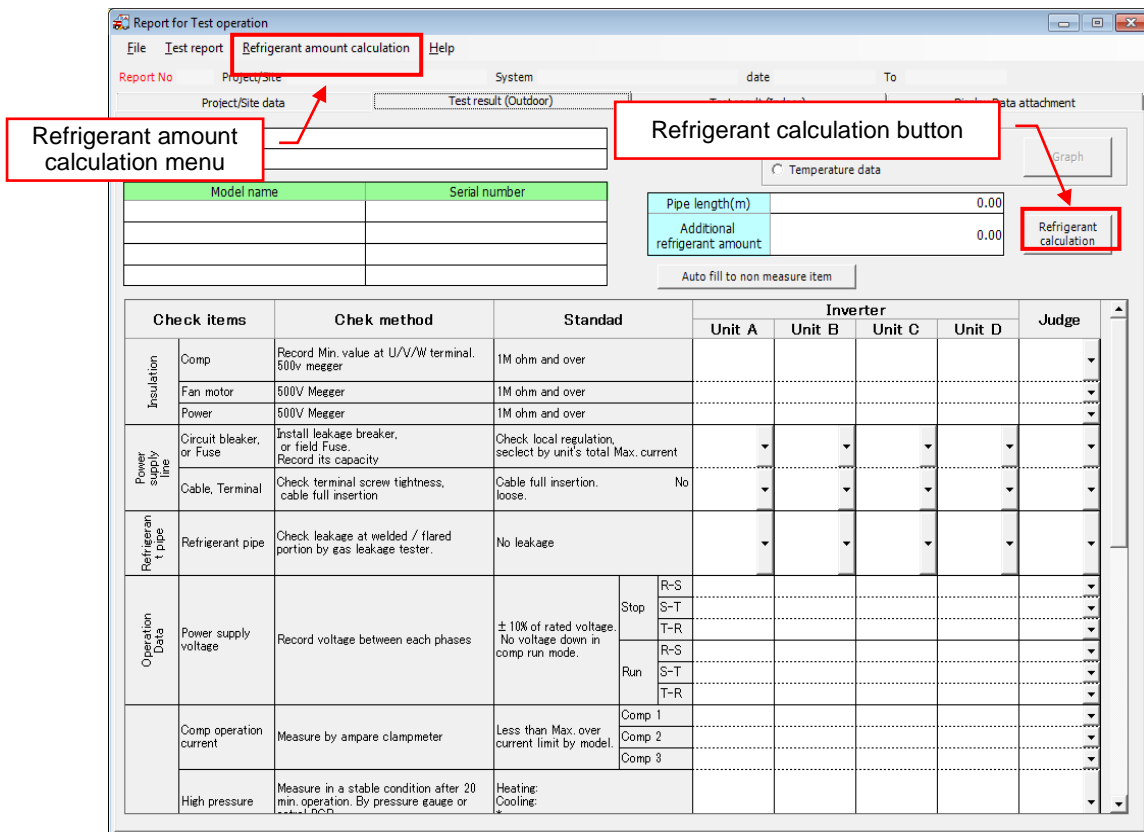 Report for Test operation
File Test report Refrigerant amount calculation Help
Report No Project/Site System date To
Project/Site data Test result (Outdoor) Data attachment
Refrigerant amount
calculation menu
Refrigerant calculation button
Temperature data
Graph
Model name Serial number
Pipe length(m) 0.00
Additional
refrigerant amount 0.00
Refrigerant
calculation
Auto fill to non measure item
Check items Chek method Standad Inverter Judge
Unit A Unit B Unit C Unit D
Insulation
Comp
Record Min. value at U/V/W terminal.
500v megger
1M ohm and over
Fan motor 500V Megger 1M ohm and over
Power 500V Megger 1M ohm and over
Power
supply
line
Circuit bleaker,
or Fuse
Install leakage breaker,
or field Fuse.
Record its capacity
Check local regulation,
seclect by unit's total Max. current
Cable, Terminal
Check terminal screw tightness,
cable full insertion
Cable full insertion. No
loose.
Refrigeran
t pipe
Refrigerant pipe
Check leakage at welded / flared
portion by gas leakage tester.
No leakage
Operation
Data
Power supply
voltage
Record voltage between each phases
± 10% of rated voltage.
No voltage down in
comp run mode.
Stop
R-S
S-T
T-R
Run
R-S
S-T
T-R
Comp operation
current
Measure by ampare clampmeter
Less than Max. over
current limit by model.
Comp 1
Comp 2
Comp 3
High pressure
Measure in a stable condition after 20
min. operation. By pressure gauge or
Heating:
Cooling: